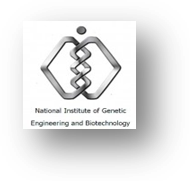 National Institute of Genetic
Engineering and Biotechnology